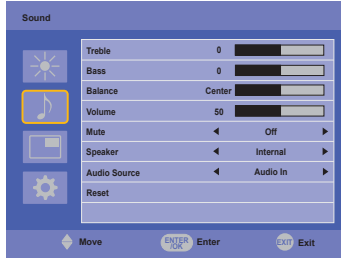 Sound
Treble 0
Bass 0
Balance Center
Volume 50
Mute Off
Speaker Internal
Audio Source Audio In
Reset
Move ENTER /OK Enter EXIT Exit